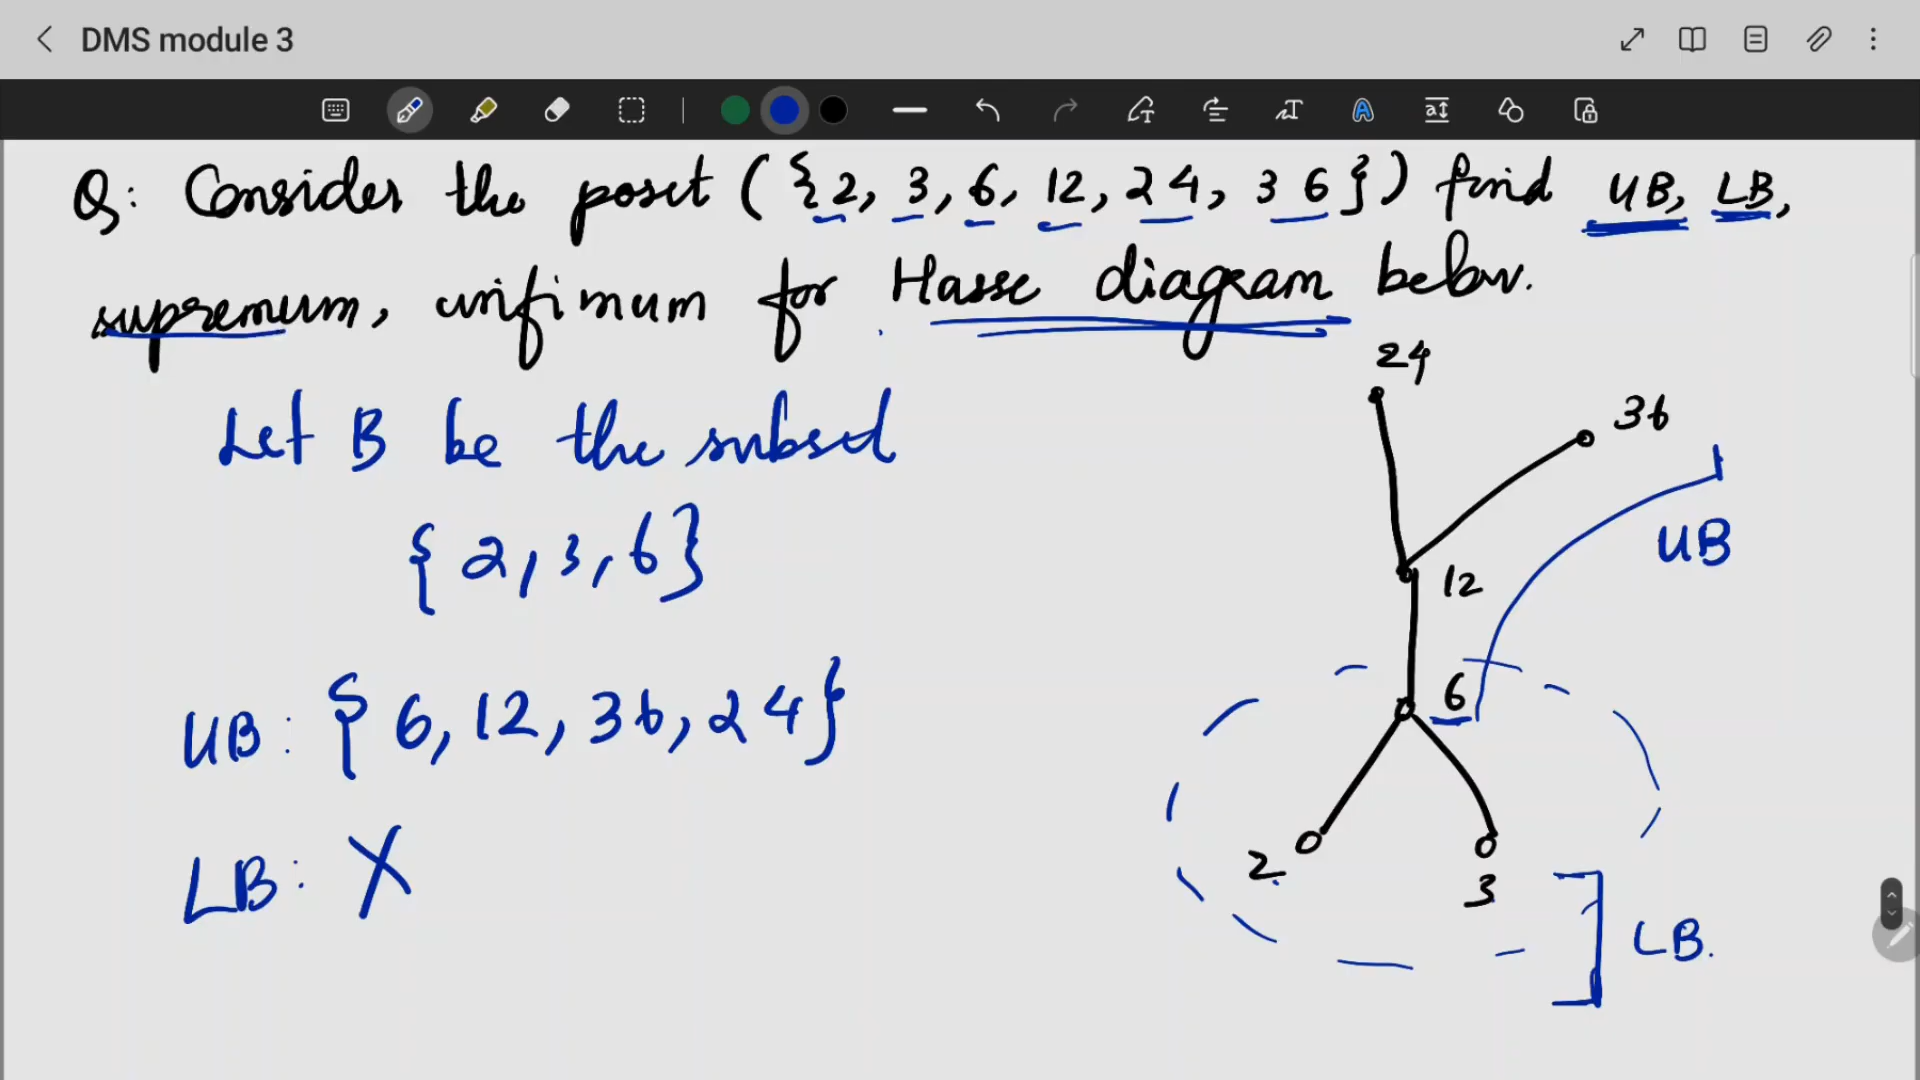 DMS module 3
Q: Consider the poset ({2, 3, 6, 12, 24, 36}) find UB, LB,
supremum, infimum for Hasse diagram below.
24
36
Let B be the subset
UB
{2, 3, 6}
12
6
UB: {6, 12, 36, 24}
2
3
LB: X
LB.